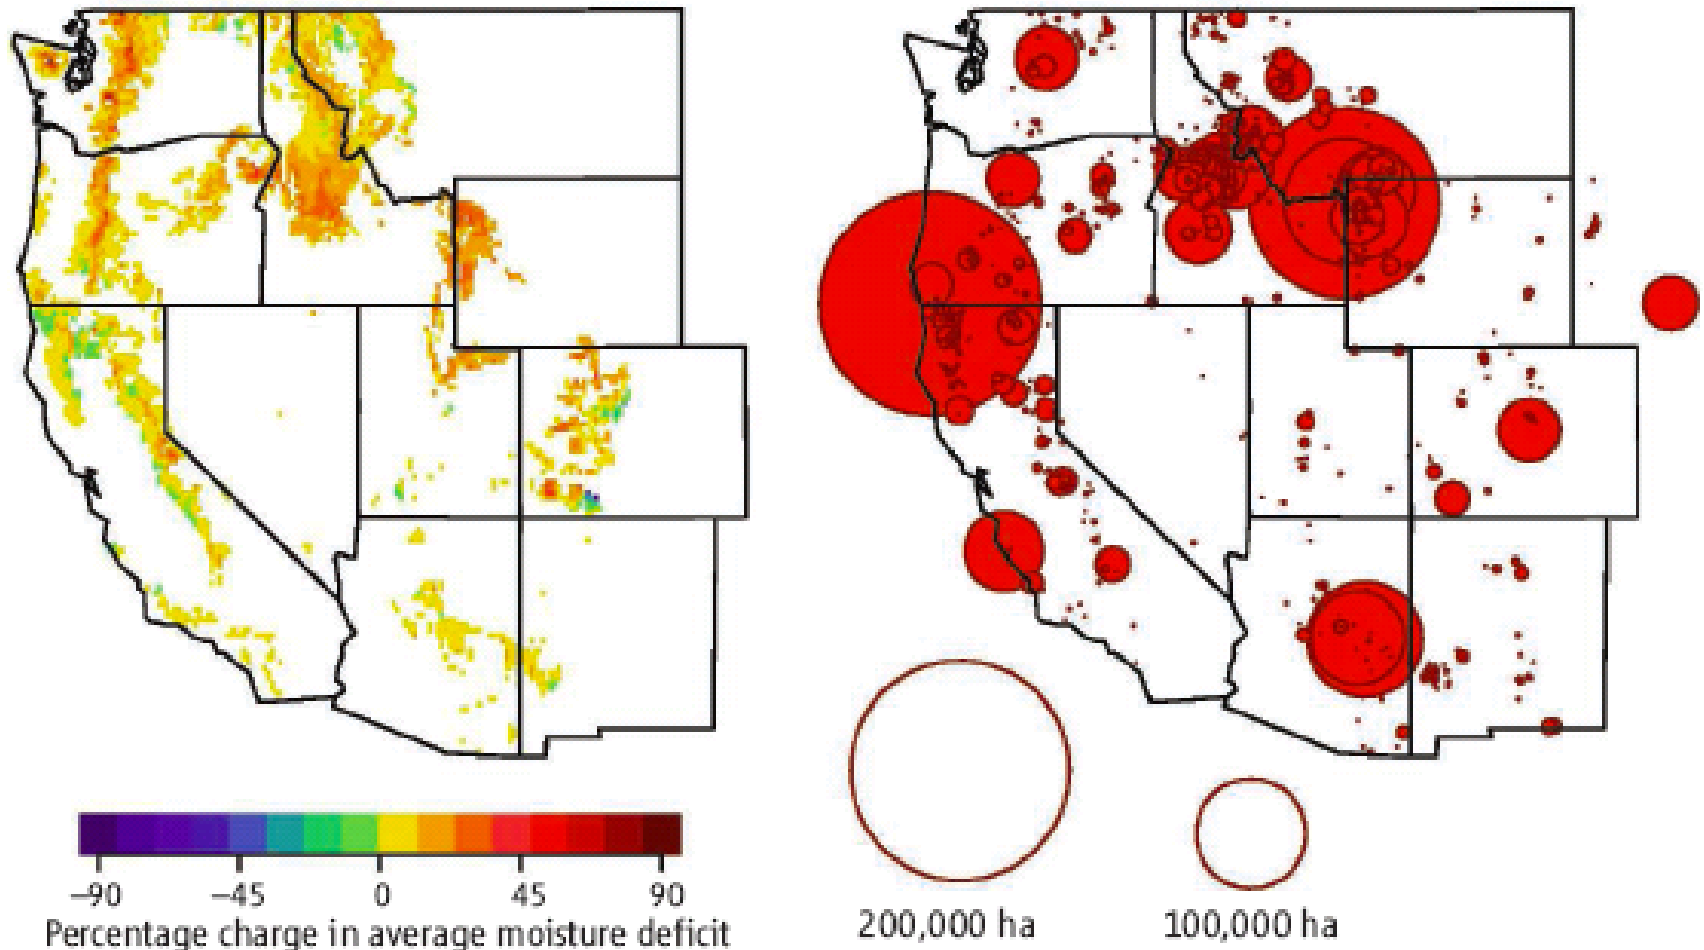 −90 −45 0 45 90
Percentage charge in average moisture deficit
200,000 ha 100,000 ha